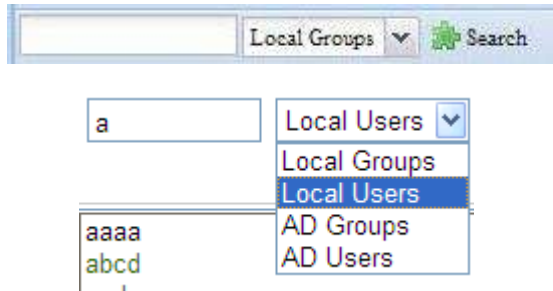 Local Groups Search
a Local Users
Local Groups
Local Users
aaaa AD Groups
abcd AD Users